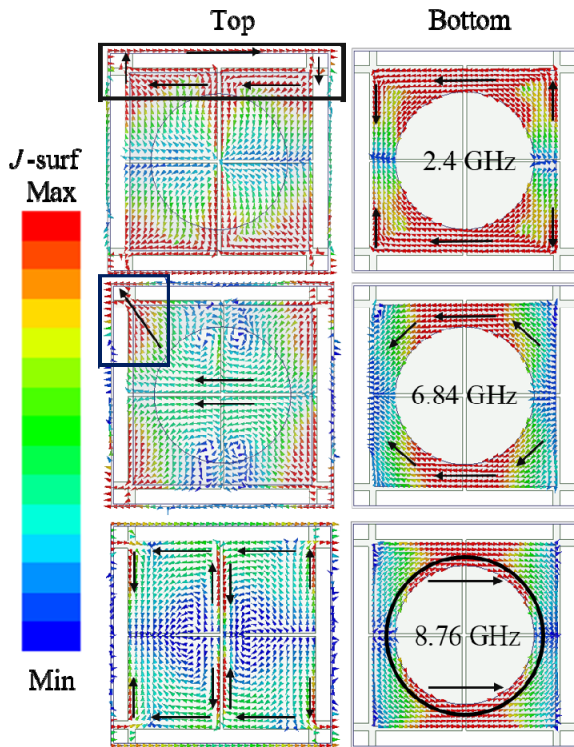 Top
Bottom
J-surf
Max
2.4 GHz
6.84 GHz
8.76 GHz
Min